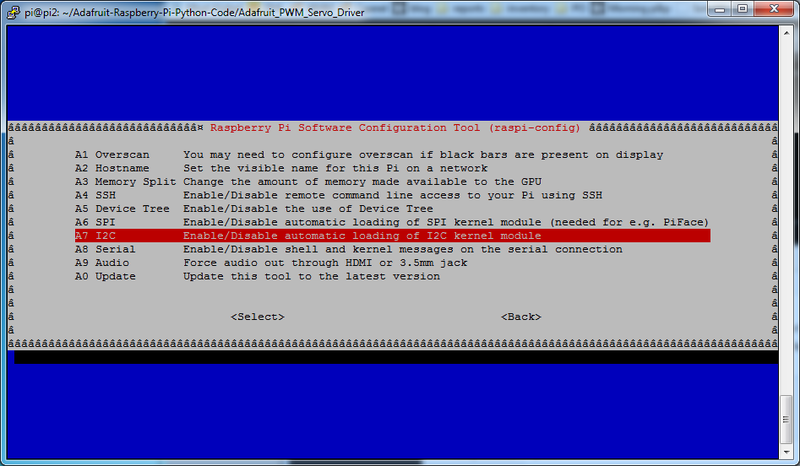 pi@pi2: ~/Adafruit-Raspberry-Pi-Python-Code/Adafruit_PWM_Servo_Driver
Raspberry Pi Software Configuration Tool (raspi-config)
A1 Overscan You may need to configure overscan if black bars are present on display
A2 Hostname Set the visible name for this Pi on a network
A3 Memory Split Change the amount of memory made available to the GPU
A4 SSH Enable/Disable remote command line access to your Pi using SSH
A5 Device Tree Enable/Disable the use of Device Tree
A6 SPI Enable/Disable automatic loading of SPI kernel module (needed for e.g. PiFace)
A7 I2C Enable/Disable automatic loading of I2C kernel module
A8 Serial Enable/Disable shell and kernel messages on the serial connection
A9 Audio Force audio out through HDMI or 3.5mm jack
A0 Update Update this tool to the latest version
<Select> <Back>